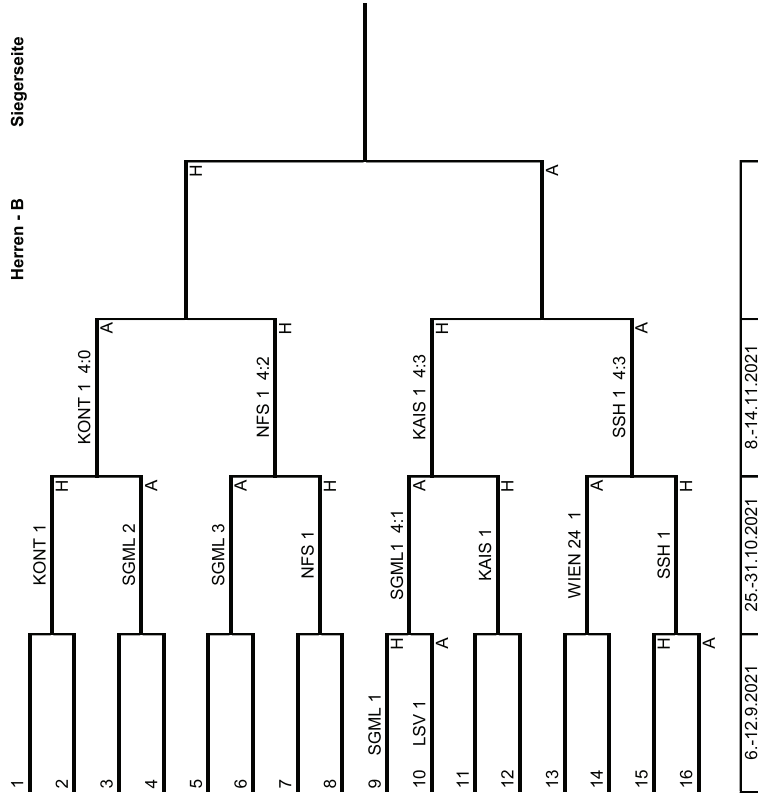 Herren - B Siegerseite
1
2
3
4
5
6
7
8
9
10
11
12
13
14
15
16
SGML 1
H
LSV 1
A
H
A
KONT 1
H
SGML 2
A
SGML 3
A
NFS 1
H
SGML1 4:1
A
KAIS 1
H
WIEN 24 1
A
SSH 1
H
KONT 1 4:0
A
NFS 1 4:2
H
KAIS 1 4:3
H
SSH 1 4:3
A
H
A
6.-12.9.2021 25.-31.10.2021 8.-14.11.2021